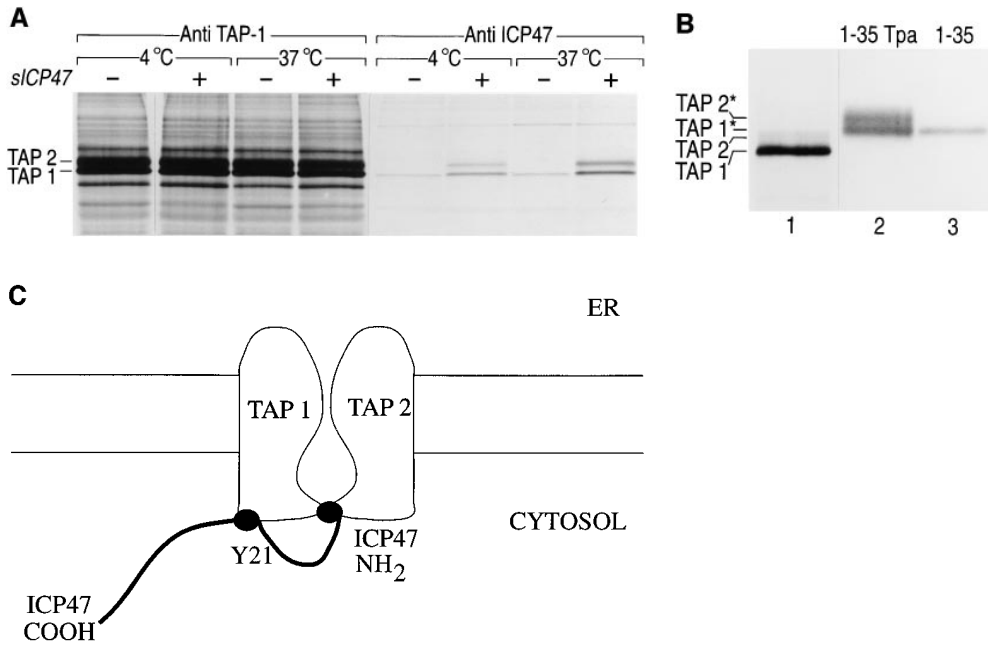 A
Anti TAP-1
Anti ICP47
4 °C
37 °C
4 °C
37 °C
sICP47 – + – + – + – +
TAP 2
TAP 1
B
1-35 Tpa 1-35
TAP 2*
TAP 1*
TAP 2
TAP 1
1 2 3
C
ER
TAP 1
TAP 2
CYTOSOL
Y21
ICP47
NH2
ICP47
COOH